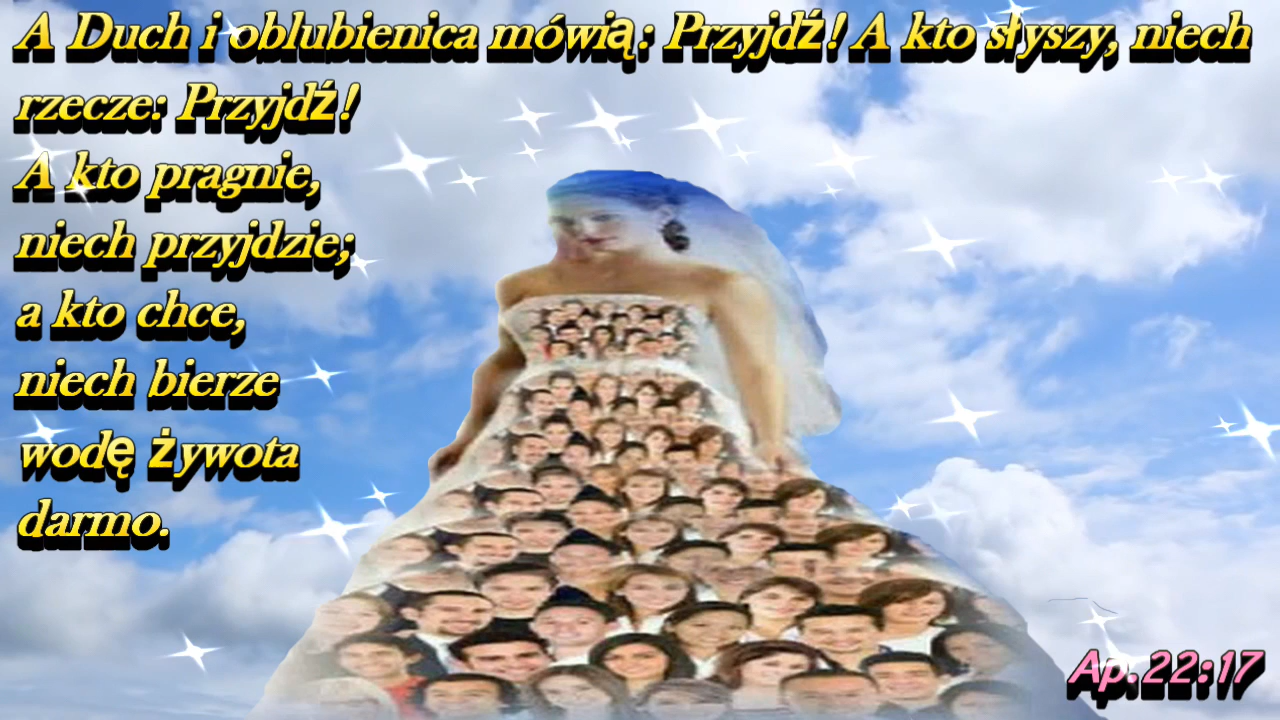 A Duch i oblubienica mówią: Przyjdź! A kto słyszy, niech
rzecze: Przyjdź!
A kto pragnie,
niech przyjdzie;
a kto chce,
niech bierze
wodę żywota
darmo.
Ap.22:17